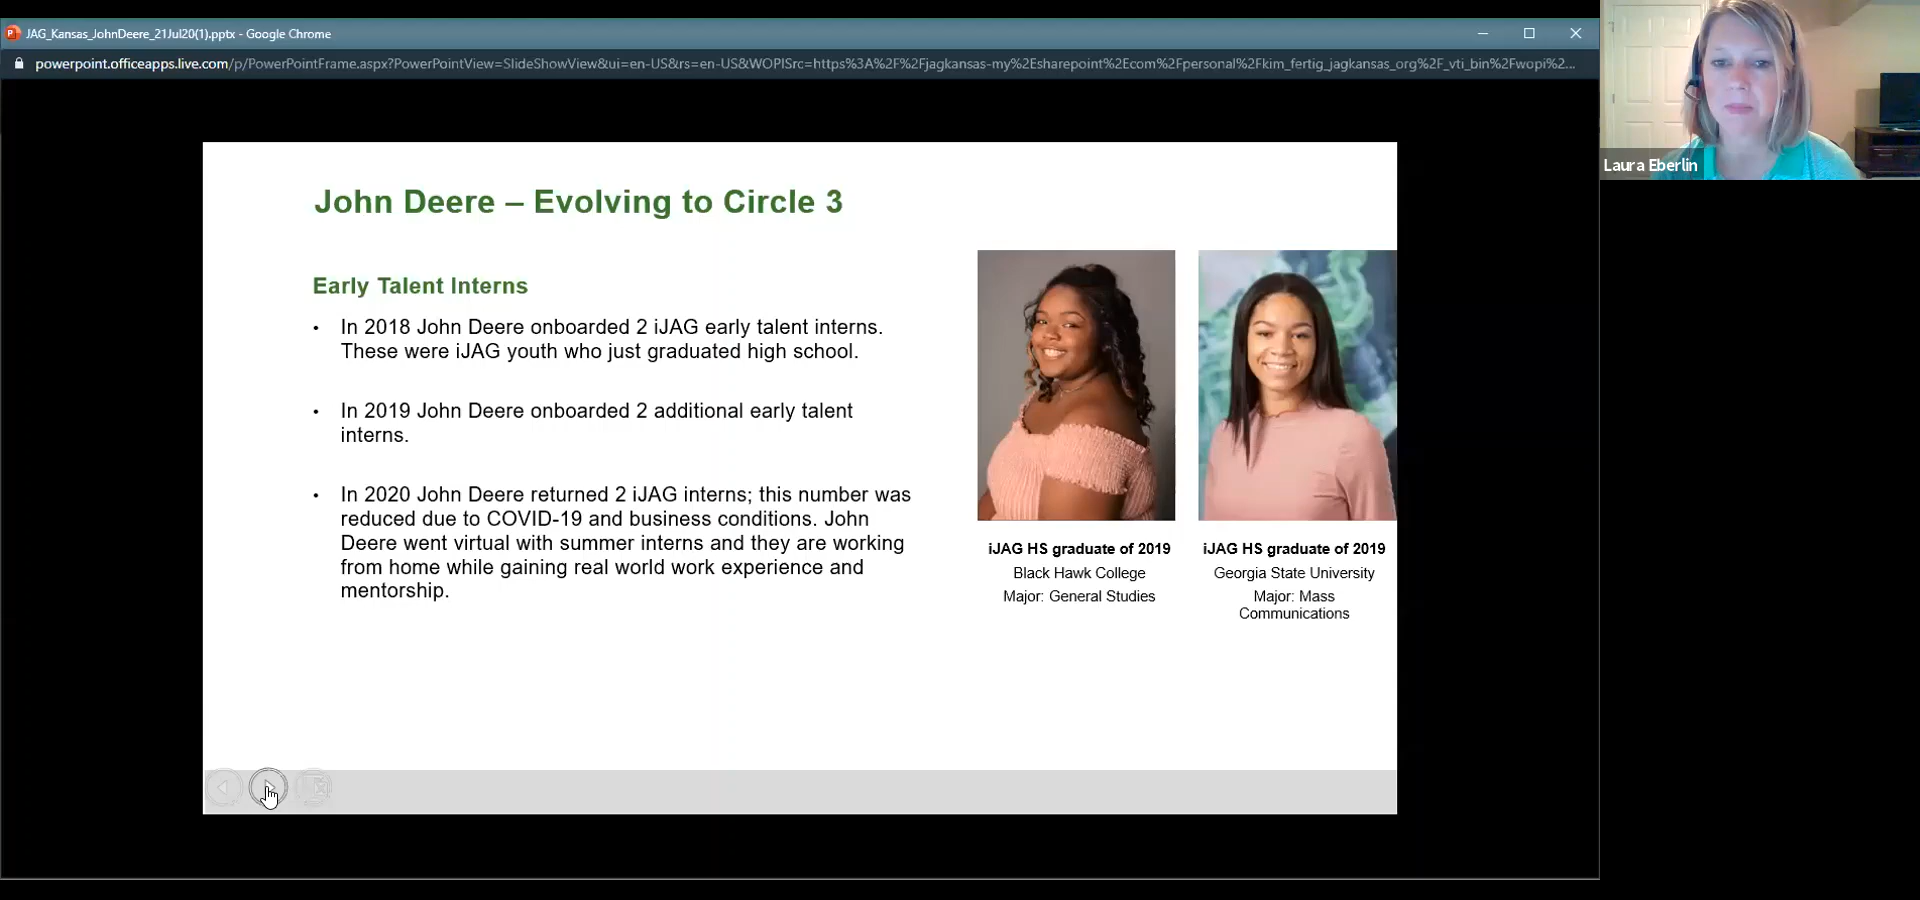 JAG_Kansas_JohnDeere_21Jul20(1).pptx - Google Chrome
powerpoint.officeapps.live.com/p/PowerPointFrame.aspx?PowerPointView=SlideShowView&ui=en-US&rs=en-US&WOPISrc=https%3A%2F%2Fjagkansas-my%2Esharepoint%2Ecom%2Fpersonal%2Fkim_fertig_jagkansas_org%2F_vti_bin%2Fwopi%2...
Laura Eberlin
John Deere – Evolving to Circle 3
Early Talent Interns
• In 2018 John Deere onboarded 2 iJAG early talent interns.
These were iJAG youth who just graduated high school.
• In 2019 John Deere onboarded 2 additional early talent
interns.
• In 2020 John Deere returned 2 iJAG interns; this number was
reduced due to COVID-19 and business conditions. John
Deere went virtual with summer interns and they are working
from home while gaining real world work experience and
mentorship.
iJAG HS graduate of 2019
Black Hawk College
Major: General Studies
iJAG HS graduate of 2019
Georgia State University
Major: Mass
Communications